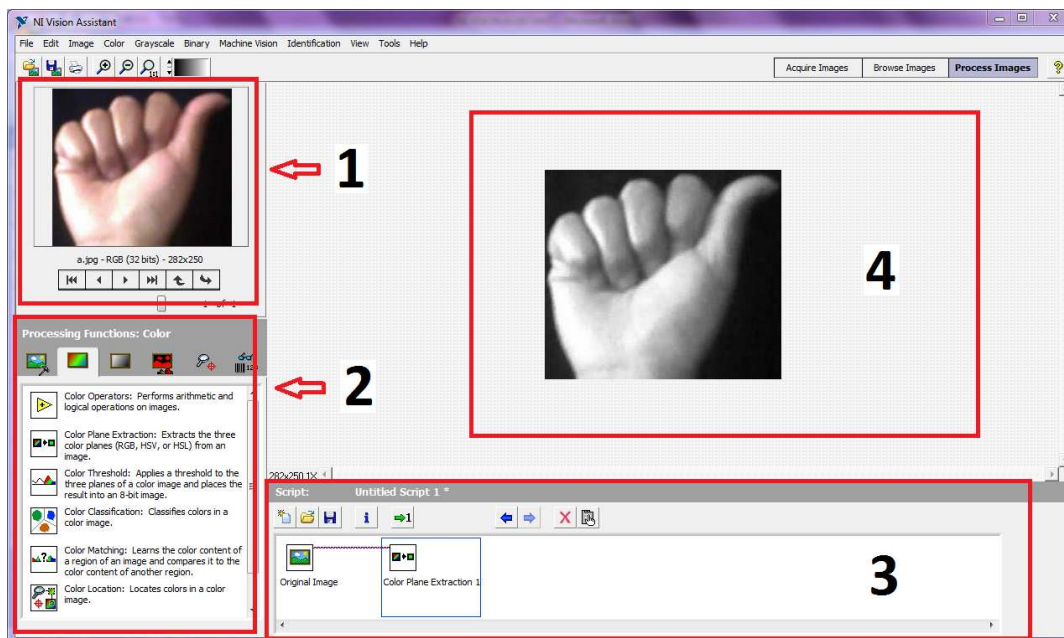 NI Vision Assistant
File Edit Image Color Grayscale Binary Machine Vision Identification View Tools Help
1:1
Acquire Images Browse Images Process Images
1
a.jpg - RGB (32 bits) - 282x250
Processing Functions: Color
2
Color Operators: Performs arithmetic and
logical operations on images.
Color Plane Extraction: Extracts the three
color planes (RGB, HSV, or HSL) from an
image.
Color Threshold: Applies a threshold to the
three planes of a color image and places the
result into an 8-bit image.
Color Classification: Classifies colors in a
color image.
Color Matching: Learns the color content of
a region of an image and compares it to the
color content of another region.
Color Location: Locates colors in a color
image.
4
282x250 1X
Script: Untitled Script 1 *
1
Original Image Color Plane Extraction 1
3